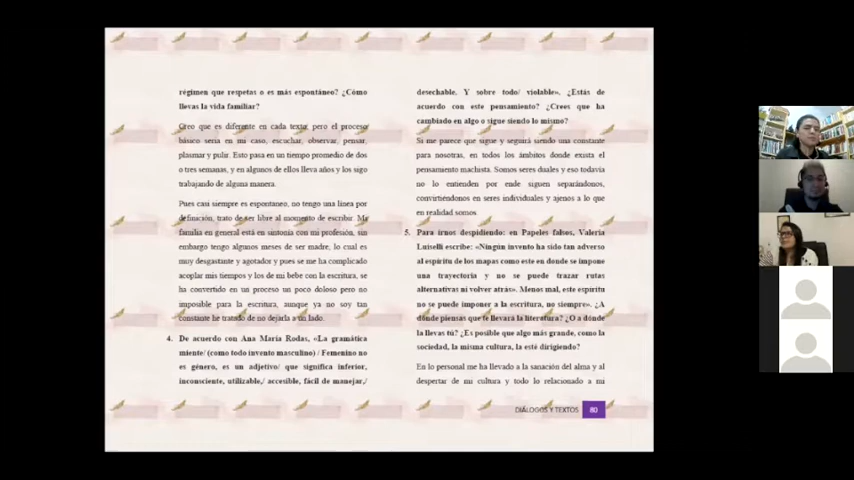 régimen que respetas o es más espontáneo? ¿Cómo
llevas la vida familiar?
Creo que es diferente en cada texto, pero el proceso
básico seria en mi caso, escuchar, observar, pensar,
plasmar y pulir. Esto pasa en un tiempo promedio de dos
o tres semanas, y en algunos de ellos lleva años y los sigo
trabajando de alguna manera.
Pues casi siempre es espontaneo, no tengo una línea por
definición, trato de ser libre al momento de escribir. Mi
familia en general está en sintonía con mi profesión, sin
embargo tengo algunos meses de ser madre, lo cual es
muy desgastante y agotador y pues se me ha complicado
acoplar mis tiempos y los de mi bebe con la escritura, se
ha convertido en un proceso un poco doloso pero no
imposible para la escritura, aunque ya no soy tan
constante he tratado de no dejarla a un lado.
4. De acuerdo con Ana María Rodas, «La gramática
miente/ (como todo invento masculino) / Femenino no
es género, es un adjetivo/ que significa inferior,
inconsciente, utilizable,/ accesible, fácil de manejar,/
desechable. Y sobre todo/ violable». ¿Estás de
acuerdo con este pensamiento? ¿Crees que ha
cambiado en algo o sigue siendo lo mismo?
Si me parece que sigue y seguirá siendo una constante
para nosotras, en todos los ámbitos donde exista el
pensamiento machista. Somos seres duales y eso todavía
no lo entienden por ende siguen separándonos,
convirtiéndonos en seres individuales y ajenos a lo que
en realidad somos.
5. Para irnos despidiendo: en Papeles falsos, Valeria
Luiselli escribe: «Ningún invento ha sido tan adverso
al espíritu de los mapas como este en donde se impone
una trayectoria y no se puede trazar rutas
alternativas ni volver atrás». Menos mal, este espíritu
no se puede imponer a la escritura, no siempre». ¿A
dónde piensas que te llevará la literatura? ¿O a dónde
la llevas tú? ¿Es posible que algo más grande, como la
sociedad, la misma cultura, la esté dirigiendo?
En lo personal me ha llevado a la sanación del alma y al
despertar de mi cultura y todo lo relacionado a mi
DIÁLOGOS Y TEXTOS 80